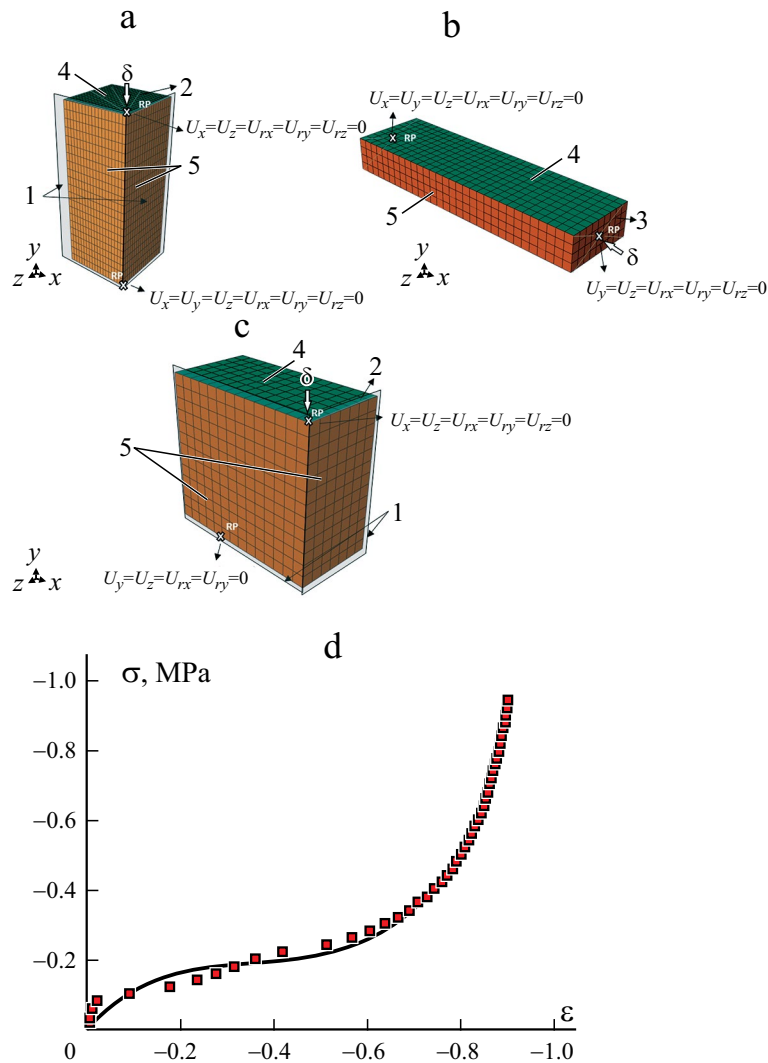 a
b
4
δ
2
RP
Ux=Uz=Urx=Ury=Urz=0
5
1
RP
y
z x
Ux=Uy=Uz=Urx=Ury=Urz=0
Ux=Uy=Uz=Urx=Ury=Urz=0
RP
4
5
3
RP
δ
y
z x
Uy=Uz=Urx=Ury=Urz=0
c
4
2
δ
RP
Ux=Uz=Urx=Ury=Urz=0
5
1
RP
y
z x
Uy=Uz=Urx=Ury=0
d
σ, MPa
−1.0
−0.8
−0.6
−0.4
−0.2
ε
0 −0.2 −0.4 −0.6 −0.8 −1.0